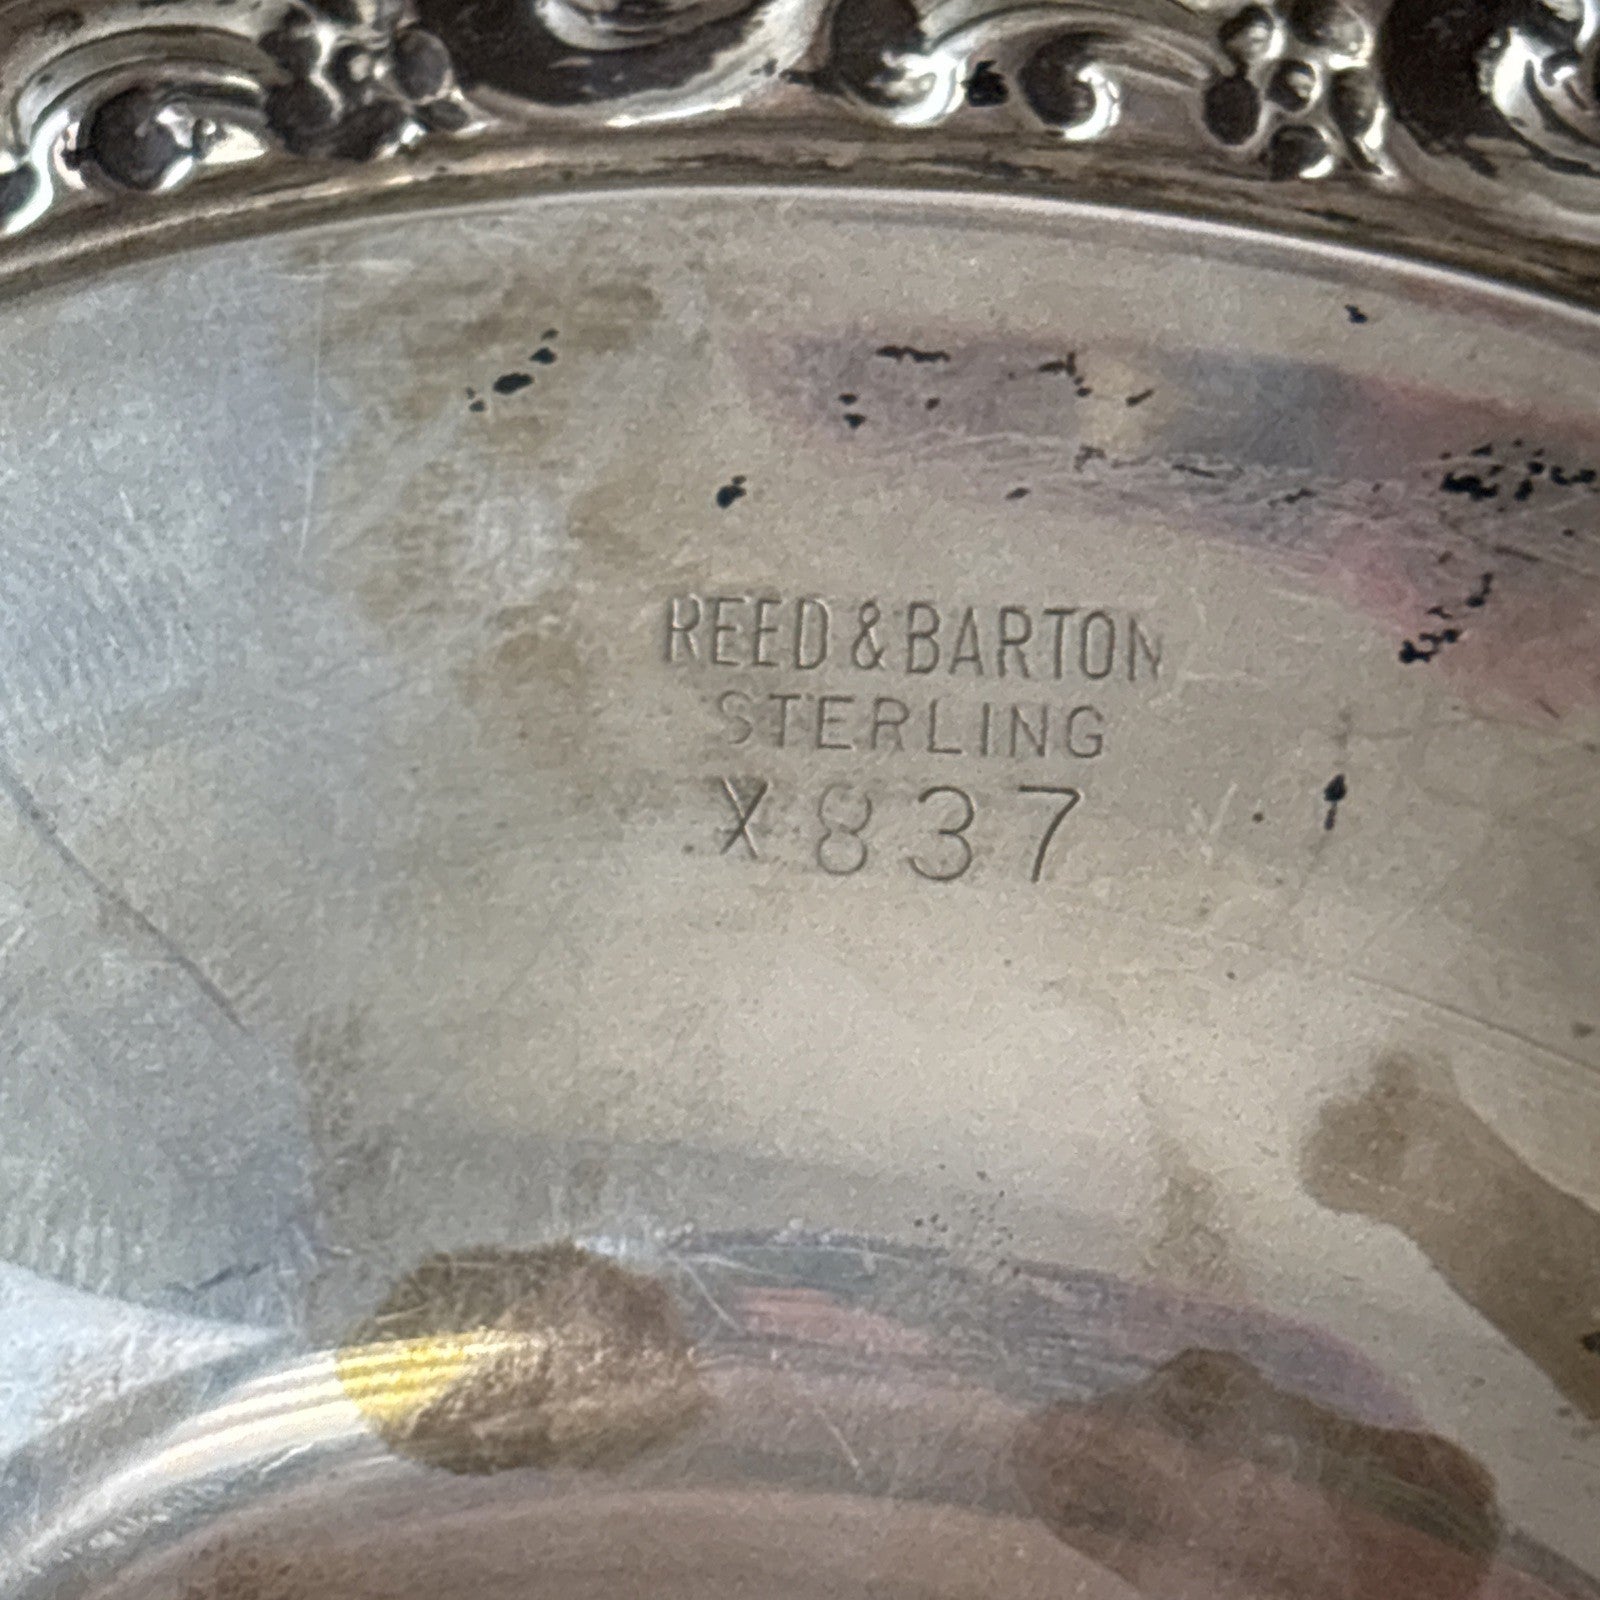 REED & BARTON
STERLING
X837